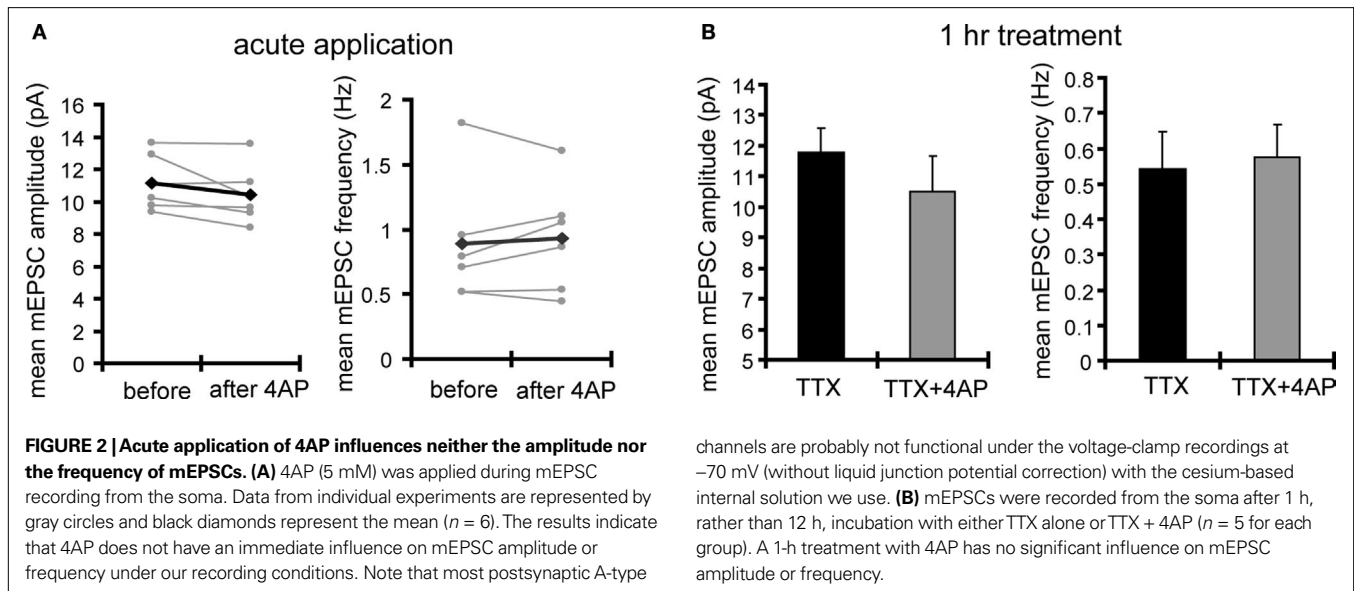 A
acute application
mean mEPSC amplitude (pA)
16
14
12
10
8
6
4
2
0
before after 4AP
mean mEPSC frequency (Hz)
2
1.5
1
0.5
0
before after 4AP
B
1 hr treatment
mean mEPSC amplitude (pA)
14
13
12
11
10
9
8
7
6
5
TTX TTX+4AP
mean mEPSC frequency (Hz)
0.8
0.7
0.6
0.5
0.4
0.3
0.2
0.1
0
TTX TTX+4AP
FIGURE 2 | Acute application of 4AP influences neither the amplitude nor
the frequency of mEPSCs. (A) 4AP (5 mM) was applied during mEPSC
recording from the soma. Data from individual experiments are represented by
gray circles and black diamonds represent the mean (n = 6). The results indicate
that 4AP does not have an immediate influence on mEPSC amplitude or
frequency under our recording conditions. Note that most postsynaptic A-type
channels are probably not functional under the voltage-clamp recordings at
–70 mV (without liquid junction potential correction) with the cesium-based
internal solution we use. (B) mEPSCs were recorded from the soma after 1 h,
rather than 12 h, incubation with either TTX alone or TTX + 4AP (n = 5 for each
group). A 1-h treatment with 4AP has no significant influence on mEPSC
amplitude or frequency.